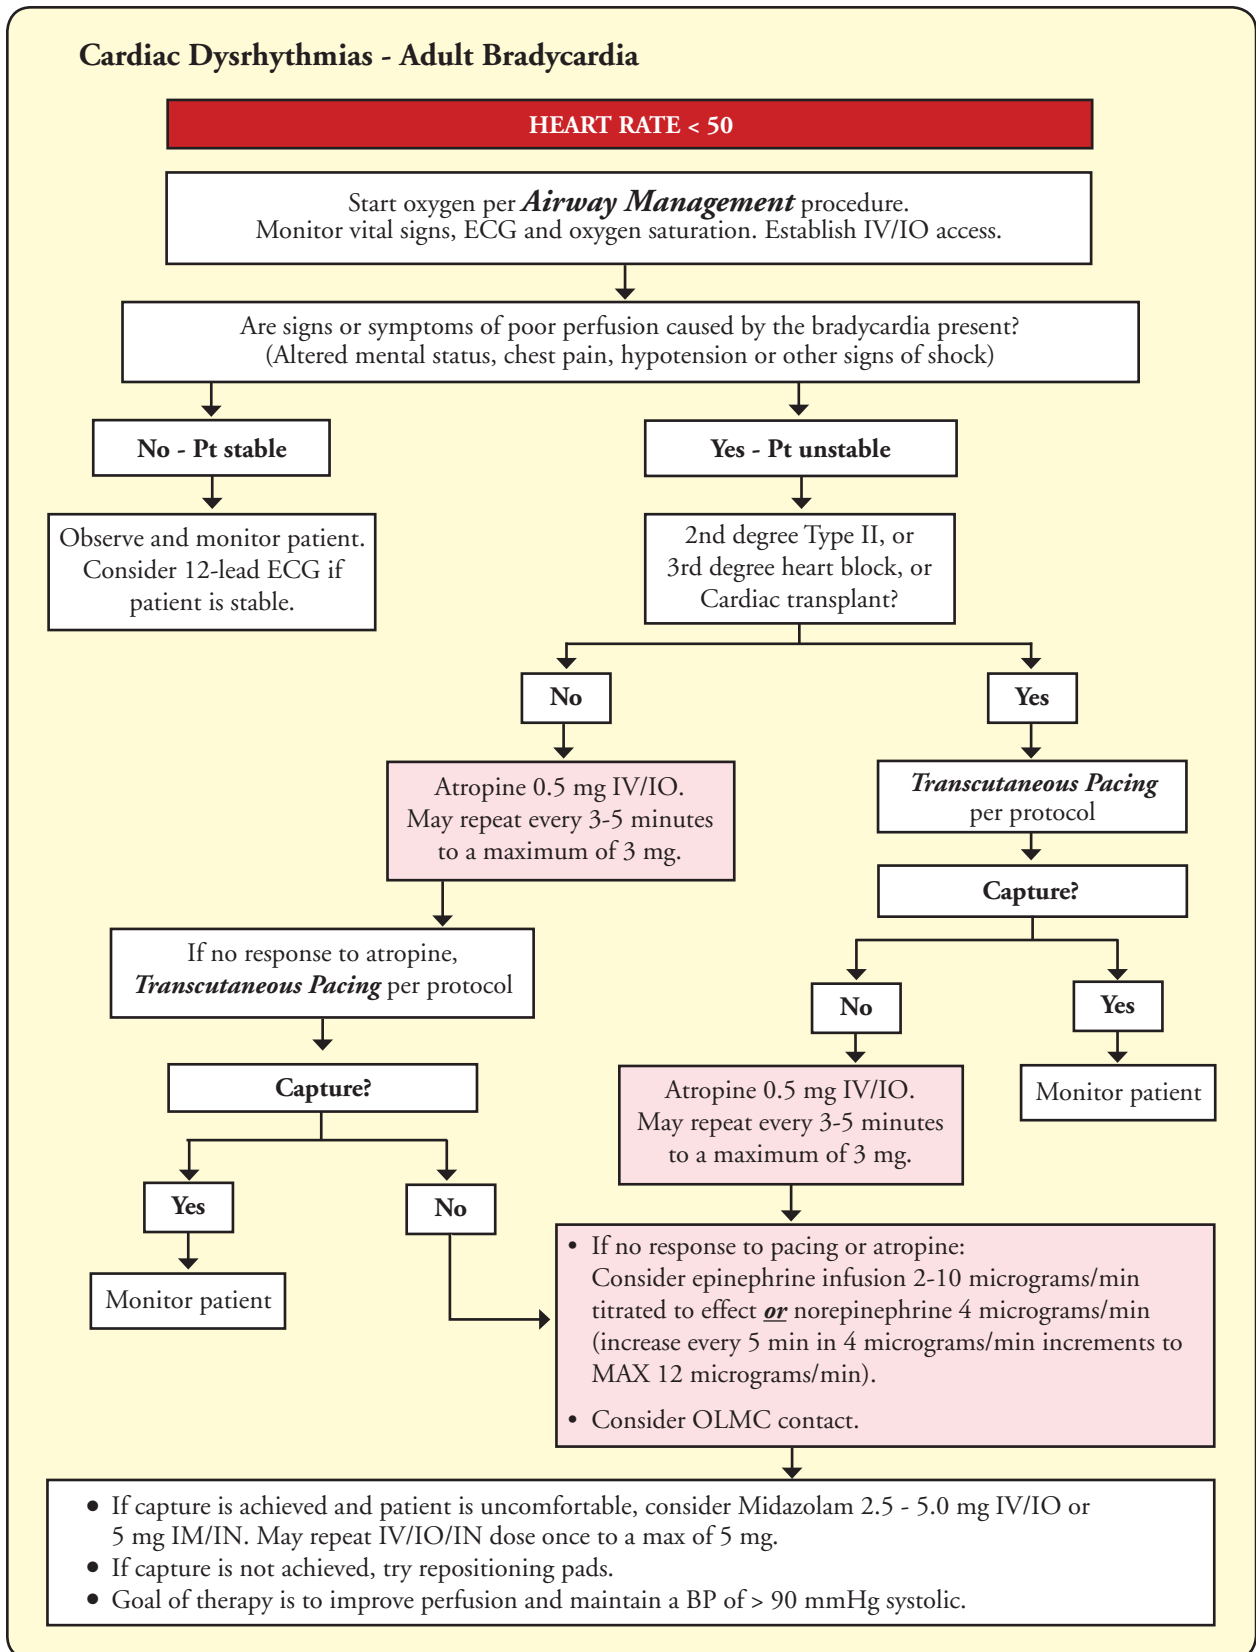 Cardiac Dysrhythmias - Adult Bradycardia
HEART RATE < 50
Start oxygen per Airway Management procedure.
Monitor vital signs, ECG and oxygen saturation. Establish IV/IO access.
Are signs or symptoms of poor perfusion caused by the bradycardia present?
(Altered mental status, chest pain, hypotension or other signs of shock)
No - Pt stable
Observe and monitor patient.
Consider 12-lead ECG if
patient is stable.
Yes - Pt unstable
2nd degree Type II, or
3rd degree heart block, or
Cardiac transplant?
No
Atropine 0.5 mg IV/IO.
May repeat every 3-5 minutes
to a maximum of 3 mg.
If no response to atropine,
Transcutaneous Pacing per protocol
Capture?
Yes
Monitor patient
No
Yes
Transcutaneous Pacing
per protocol
Capture?
No
Atropine 0.5 mg IV/IO.
May repeat every 3-5 minutes
to a maximum of 3 mg.
Yes
Monitor patient
• If no response to pacing or atropine:
Consider epinephrine infusion 2-10 micrograms/min
titrated to effect or norepinephrine 4 micrograms/min
(increase every 5 min in 4 micrograms/min increments to
MAX 12 micrograms/min).
• Consider OLMC contact.
• If capture is achieved and patient is uncomfortable, consider Midazolam 2.5 - 5.0 mg IV/IO or
5 mg IM/IN. May repeat IV/IO/IN dose once to a max of 5 mg.
• If capture is not achieved, try repositioning pads.
• Goal of therapy is to improve perfusion and maintain a BP of > 90 mmHg systolic.